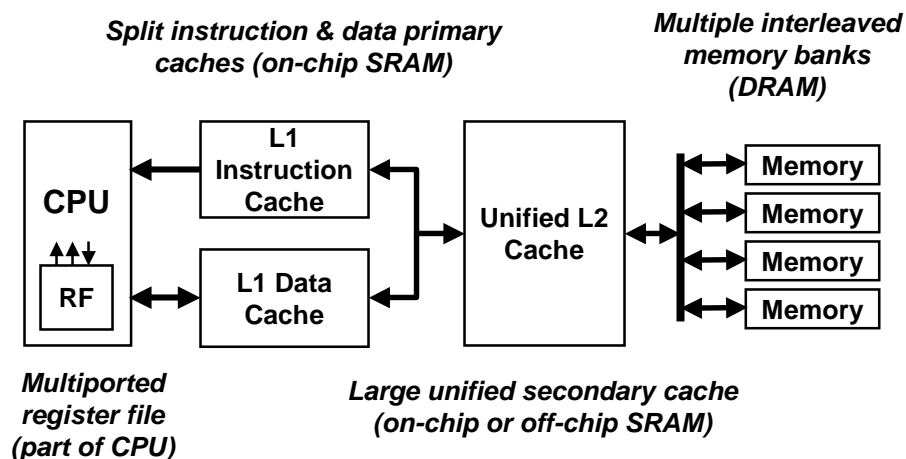 Split instruction & data primary
caches (on-chip SRAM)
Multiple interleaved
memory banks
(DRAM)
CPU
RF
L1
Instruction
Cache
L1 Data
Cache
Unified L2
Cache
Memory
Memory
Memory
Memory
Multiported
register file
(part of CPU)
Large unified secondary cache
(on-chip or off-chip SRAM)